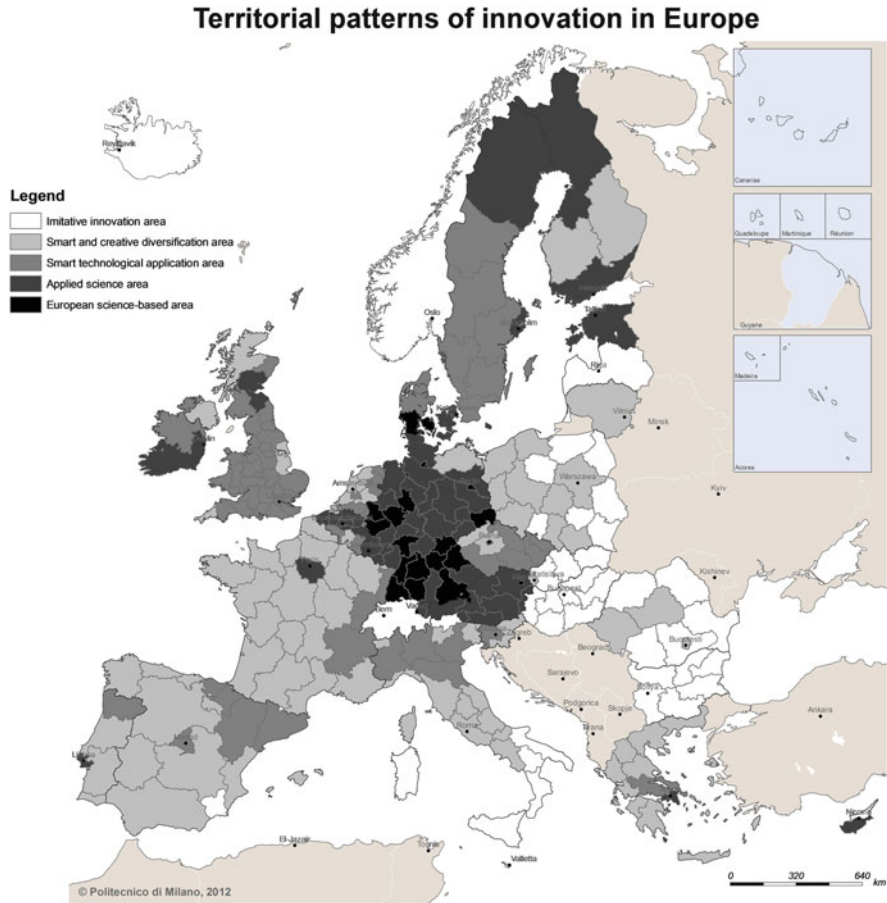 Territorial patterns of innovation in Europe
Reykjavik
Canarias
Legend
Imitative innovation area
Smart and creative diversification area
Smart technological application area
Applied science area
European science-based area
Guadeloupe
Martinique
Réunion
Guyane
Oslo
Madeira
Riga
Acores
Vilnius
Minsk
Warszawa
Kyiv
Kishinev
Bucuresti
Zagreb
Beograd
Sarajevo
Podgorica
Skopje
Tirana
Roma
Ankara
El-Jazair
Valletta
0 320 640
km
© Politecnico di Milano, 2012